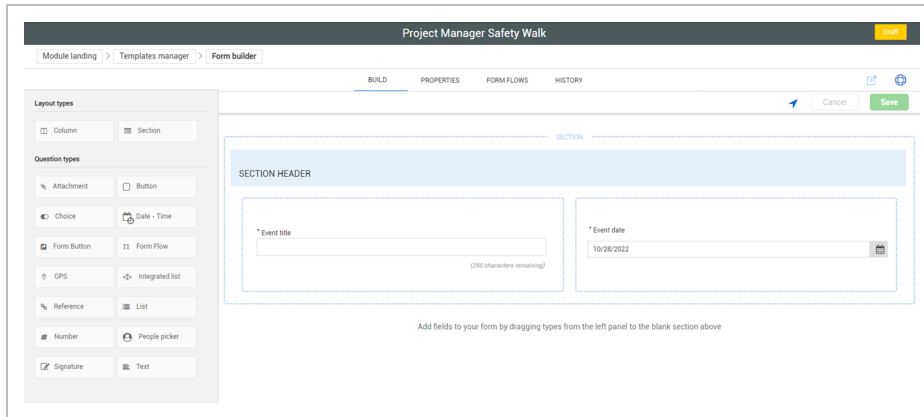 Project Manager Safety Walk
Draft
Module landing > Templates manager > Form builder
BUILD PROPERTIES FORM FLOWS HISTORY
Cancel Save
Layout types
Column Section
Question types
Attachment Button
Choice Date - Time
Form Button Form Flow
GPS Integrated list
Reference List
Number People picker
Signature Text
SECTION
SECTION HEADER
* Event title
(250 characters remaining)
* Event date
10/28/2022
Add fields to your form by dragging types from the left panel to the blank section above